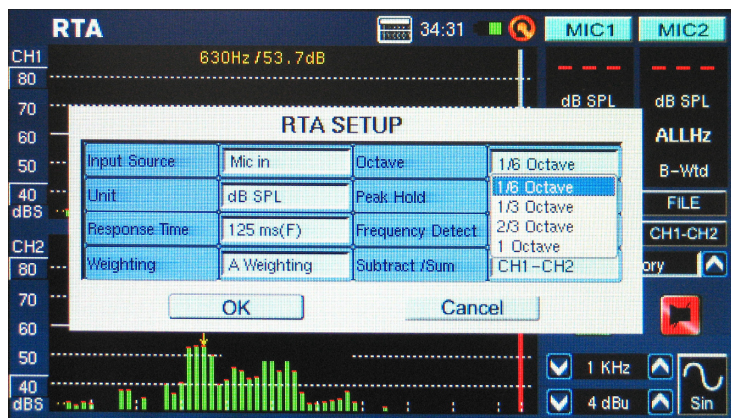 RTA
34:31
MIC1
MIC2
CH1
630Hz/53.7dB
80
70
60
50
40
dBS
CH2
80
70
60
50
40
dBS
--- ---
dB SPL
dB SPL
ALLHz
B-Wtd
FILE
CH1-CH2
ory
1 KHz
4 dBu
Sin
RTA SETUP
Input Source
Mic in
Octave
1/6 Octave
Unit
dB SPL
Peak Hold
1/6 Octave
1/3 Octave
2/3 Octave
1 Octave
Response Time
125 ms(F)
Frequency Detect
Weighting
A Weighting
Subtract /Sum
CH1-CH2
OK
Cancel